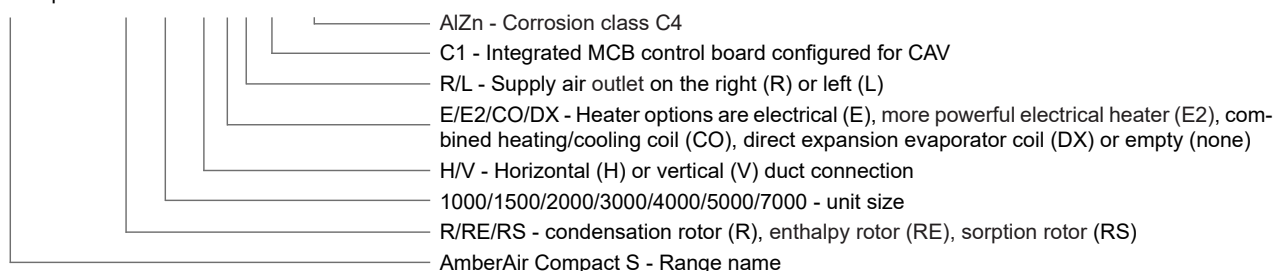 AlZn - Corrosion class C4
C1 - Integrated MCB control board configured for CAV
R/L - Supply air outlet on the right (R) or left (L)
E/E2/CO/DX - Heater options are electrical (E), more powerful electrical heater (E2), com-
bined heating/cooling coil (CO), direct expansion evaporator coil (DX) or empty (none)
H/V - Horizontal (H) or vertical (V) duct connection
1000/1500/2000/3000/4000/5000/7000 - unit size
R/RE/RS - condensation rotor (R), enthalpy rotor (RE), sorption rotor (RS)
AmberAir Compact S - Range name